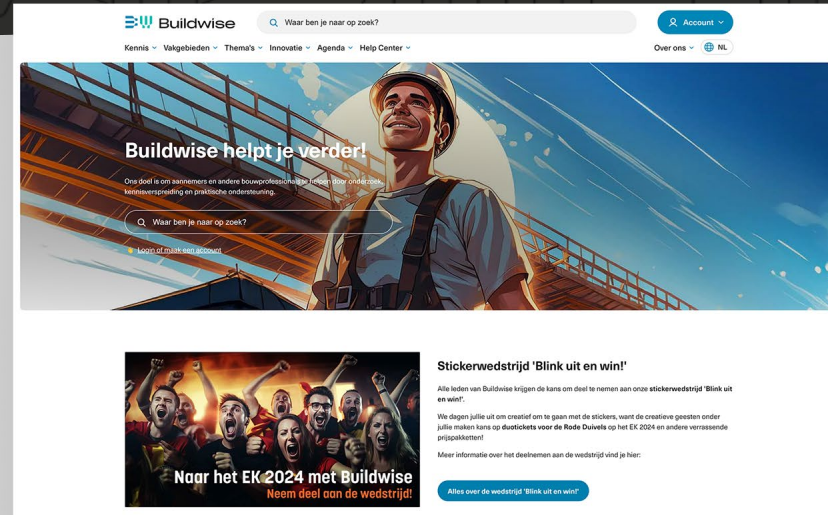 Buildwise
Waar ben je naar op zoek?
Account
Kennis Vakgebieden Thema's Innovatie Agenda Help Center
Over ons NL
Buildwise helpt je verder!
Ons doel is om aannemers en andere bouwprofessionals te helpen door onderzoek,
kennisverspreiding en praktische ondersteuning.
Waar ben je naar op zoek?
Login of maak een account
Naar het EK 2024 met Buildwise
Neem deel aan de wedstrijd!
Stickerwedstrijd 'Blink uit en win!'
Alle leden van Buildwise krijgen de kans om deel te nemen aan onze stickerwedstrijd 'Blink uit
en win!'.
We dagen jullie uit om creatief om te gaan met de stickers, want de creatieve geesten onder
jullie maken kans op duotickets voor de Rode Duivels op het EK 2024 en andere verrassende
prijspakketten!
Meer informatie over het deelnemen aan de wedstrijd vind je hier:
Alles over de wedstrijd 'Blink uit en win!'